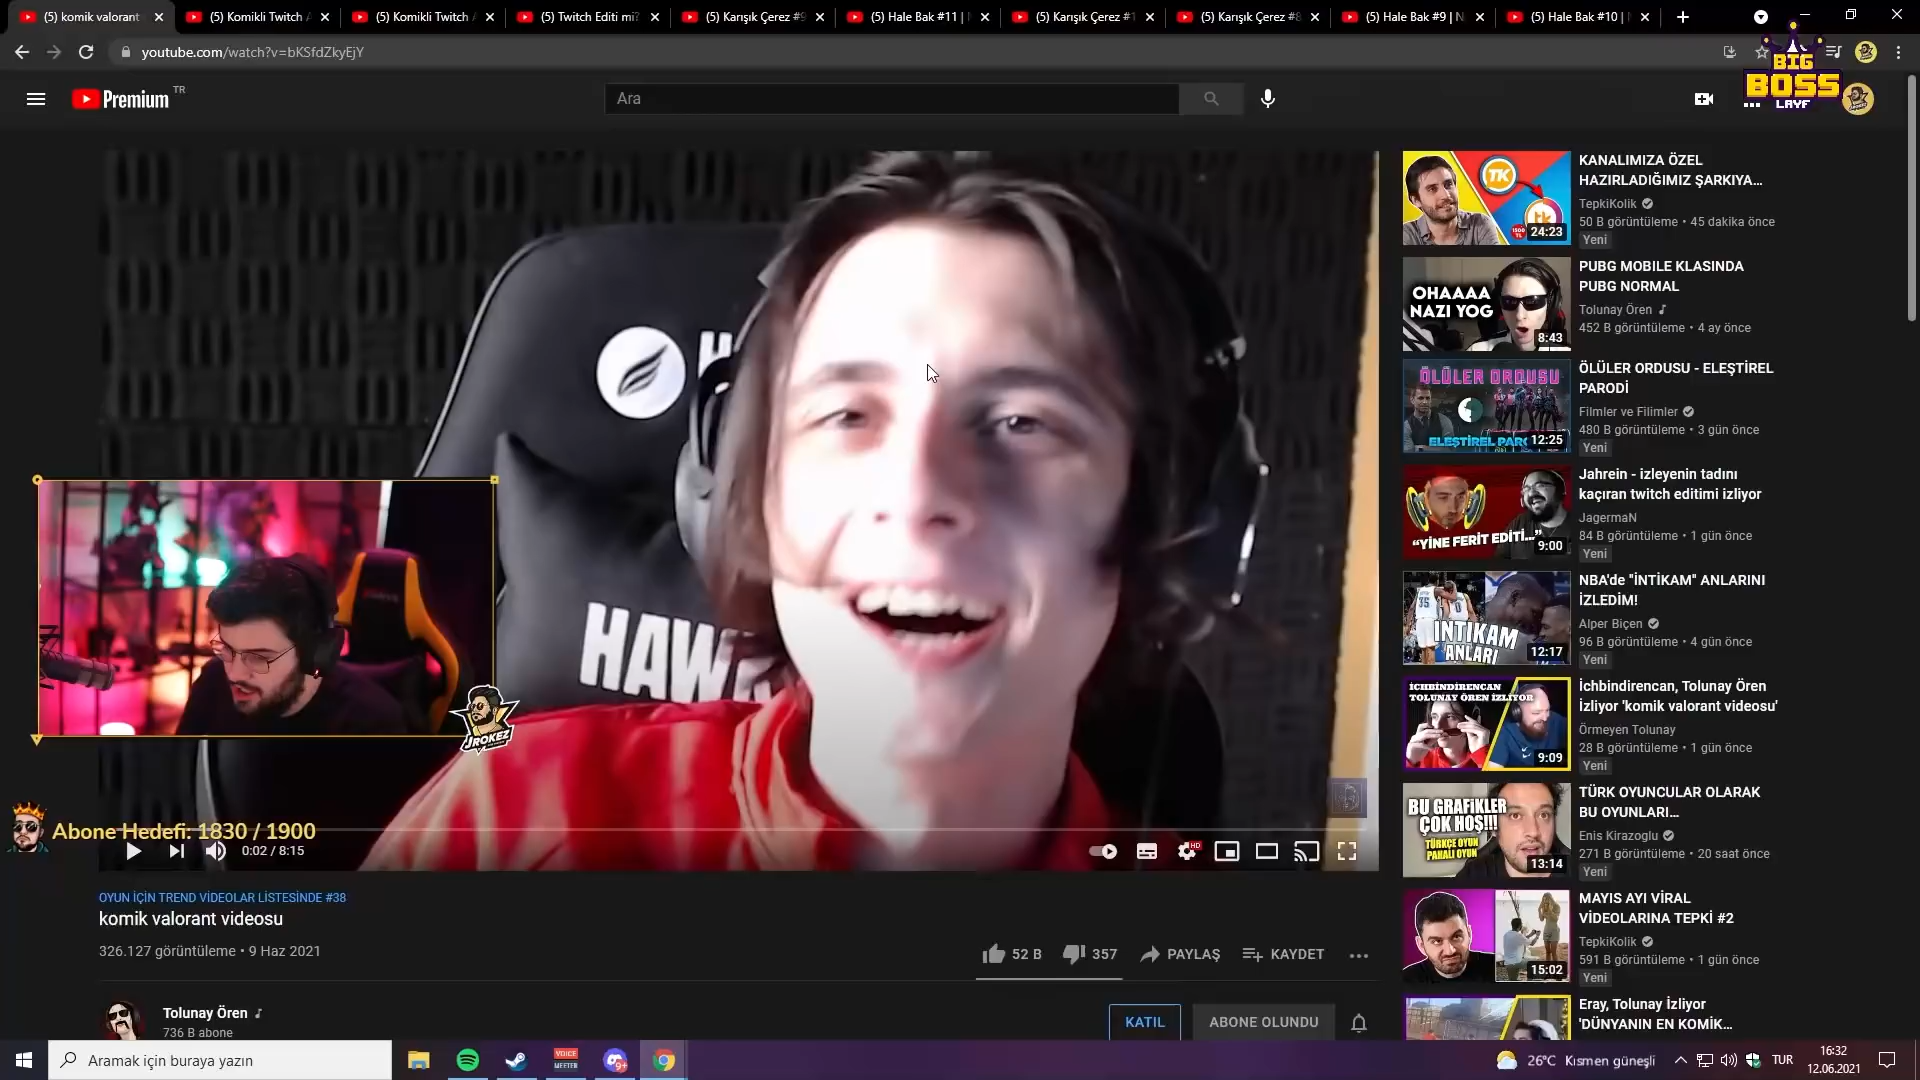 (5) komik valorant
(5) Komikli Twitch
(5) Komikli Twitch
(5) Twitch Editi mi?
(5) Karışık Çerez #9
(5) Hale Bak #11 |
(5) Karışık Çerez #1
(5) Karışık Çerez #8
(5) Hale Bak #9 | N
(5) Hale Bak #10 |
youtube.com/watch?v=bKSfdZkyEjY
BIG
BOSS
LAYF
Premium TR
Ara
HAWK
JROKEZ
Abone Hedefi: 1830 / 1900
0:02 / 8:15
HD
OYUN İÇİN TREND VİDEOLAR LİSTESİNDE #38
komik valorant videosu
326.127 görüntüleme • 9 Haz 2021
52 B
357
PAYLAŞ
KAYDET
Tolunay Ören
736 B abone
KATIL
ABONE OLUNDU
TK
tk
24:23
KANALIMIZA ÖZEL
HAZIRLADIĞIMIZ ŞARKIYA...
TepkiKolik
50 B görüntüleme • 45 dakika önce
Yeni
OHAAAA
NAZI YOG
8:43
PUBG MOBILE KLASINDA
PUBG NORMAL
Tolunay Ören
452 B görüntüleme • 4 ay önce
ÖLÜLER ORDUSU
ELEŞTİREL PARO
12:25
ÖLÜLER ORDUSU - ELEŞTİREL
PARODİ
Filmler ve Filimler
480 B görüntüleme • 3 gün önce
Yeni
"YİNE FERİT EDİTİ..."
9:00
Jahrein - izleyenin tadını
kaçıran twitch editimi izliyor
JagermaN
84 B görüntüleme • 1 gün önce
Yeni
35
0
İNTİKAM
ANLARI
12:17
NBA'de "İNTİKAM" ANLARINI
İZLEDİM!
Alper Biçen
96 B görüntüleme • 4 gün önce
Yeni
İCHBİNDİRENCAN
TOLUNAY ÖREN İZLİYOR
9:09
İchbindirencan, Tolunay Ören
İzliyor 'komik valorant videosu'
Örmeyen Tolunay
28 B görüntüleme • 1 gün önce
Yeni
BU GRAFİKLER
ÇOK HOŞ!!!
TÜRKÇE OYUN
PAHALI OYUN
13:14
TÜRK OYUNCULAR OLARAK
BU OYUNLARI...
Enis Kirazoglu
271 B görüntüleme • 20 saat önce
Yeni
15:02
MAYIS AYI VİRAL
VİDEOLARINA TEPKİ #2
TepkiKolik
591 B görüntüleme • 1 gün önce
Yeni
Eray, Tolunay İzliyor
'DÜNYANIN EN KOMİK...
Aramak için buraya yazın
VOICE
MEETER
9+
26°C Kısmen güneşli
TUR
16:32
12.06.2021